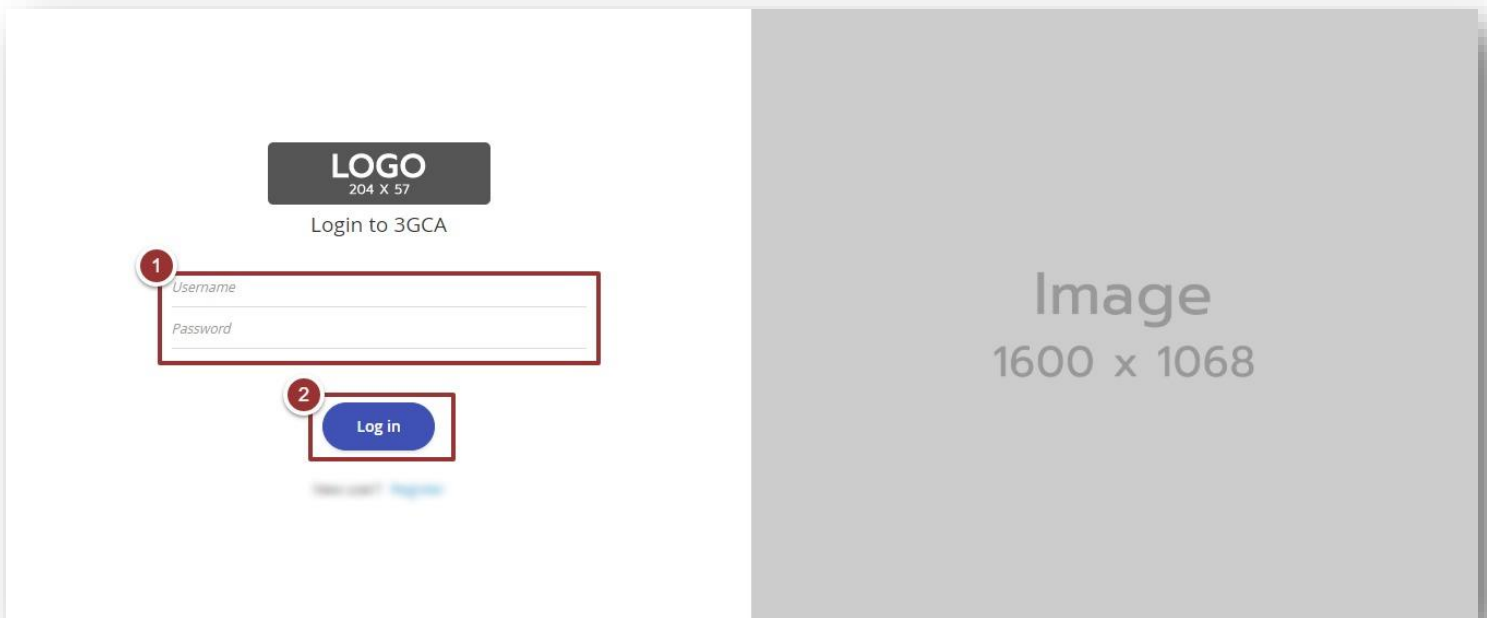 LOGO
204 X 57
Login to 3GCA
1
Username
Password
2
Log in
Image
1600 x 1068